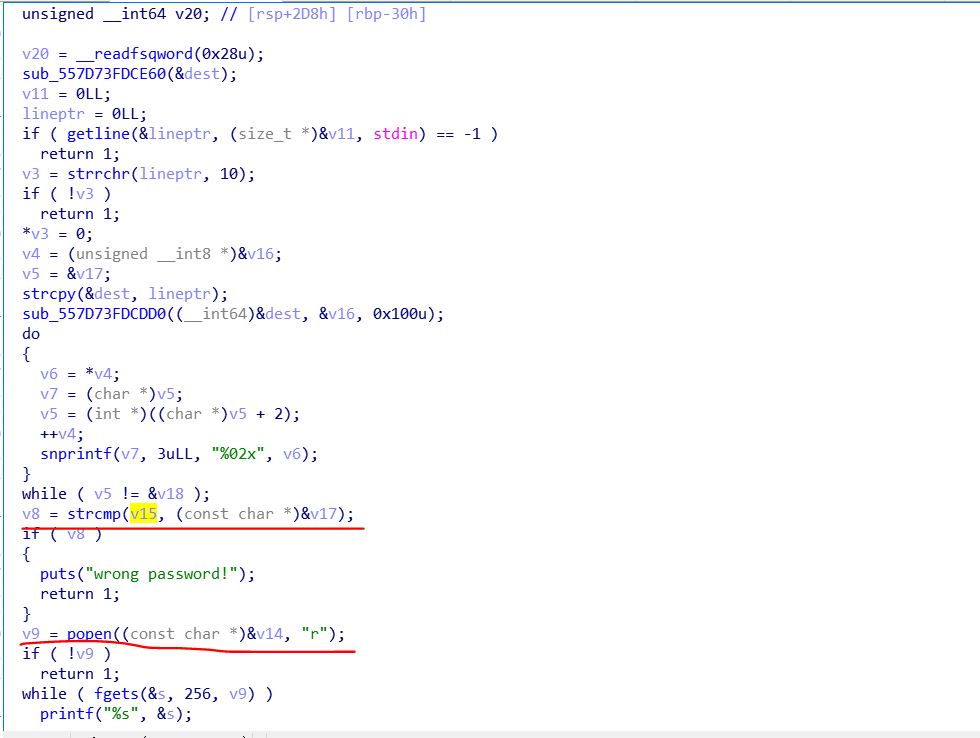 unsigned __int64 v20; // [rsp+2D8h] [rbp-30h]
v20 = __readfsqword(0x28u);
sub_557D73FDCE60(&dest);
v11 = 0LL;
lineptr = 0LL;
if ( getline(&lineptr, (size_t *)&v11, stdin) == -1 )
return 1;
v3 = strrchr(lineptr, 10);
if ( !v3 )
return 1;
*v3 = 0;
v4 = (unsigned __int8 *)&v16;
v5 = &v17;
strcpy(&dest, lineptr);
sub_557D73FDCDD0((__int64)&dest, &v16, 0x100u);
do
{
v6 = *v4;
v7 = (char *)v5;
v5 = (int *)((char *)v5 + 2);
++v4;
snprintf(v7, 3uLL, "%02x", v6);
}
while ( v5 != &v18 );
v8 = strcmp(v15, (const char *)&v17);
if ( v8 )
{
puts("wrong password!");
return 1;
}
v9 = popen((const char *)&v14, "r");
if ( !v9 )
return 1;
while ( fgets(&s, 256, v9) )
printf("%s", &s);